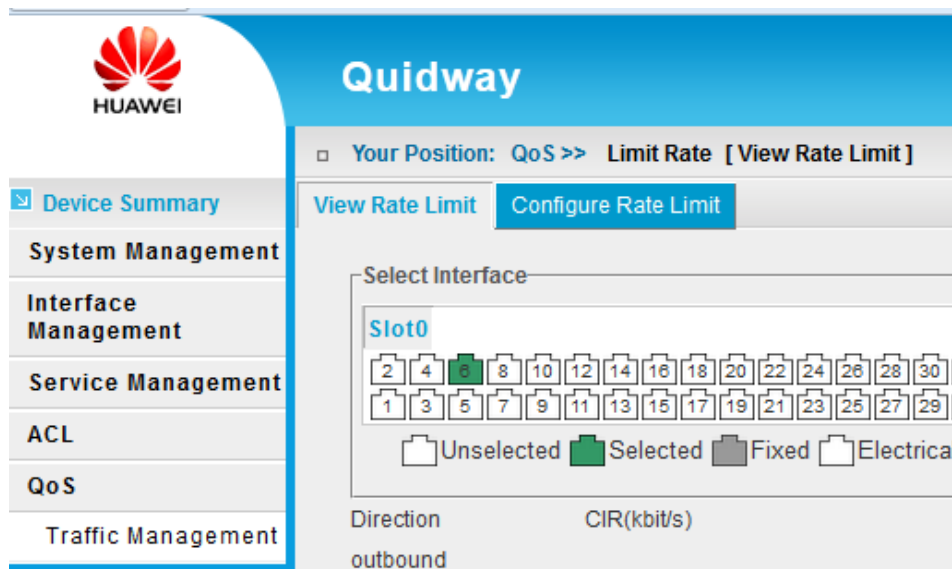 HUAWEI
Quidway
Your Position: QoS >> Limit Rate [ View Rate Limit ]
Device Summary
System Management
Interface
Management
Service Management
ACL
QoS
Traffic Management
View Rate Limit Configure Rate Limit
Select Interface
Slot0
2 4 6 8 10 12 14 16 18 20 22 24 26 28 30
1 3 5 7 9 11 13 15 17 19 21 23 25 27 29
Unselected Selected Fixed Electrica
Direction CIR(kbit/s)
outbound